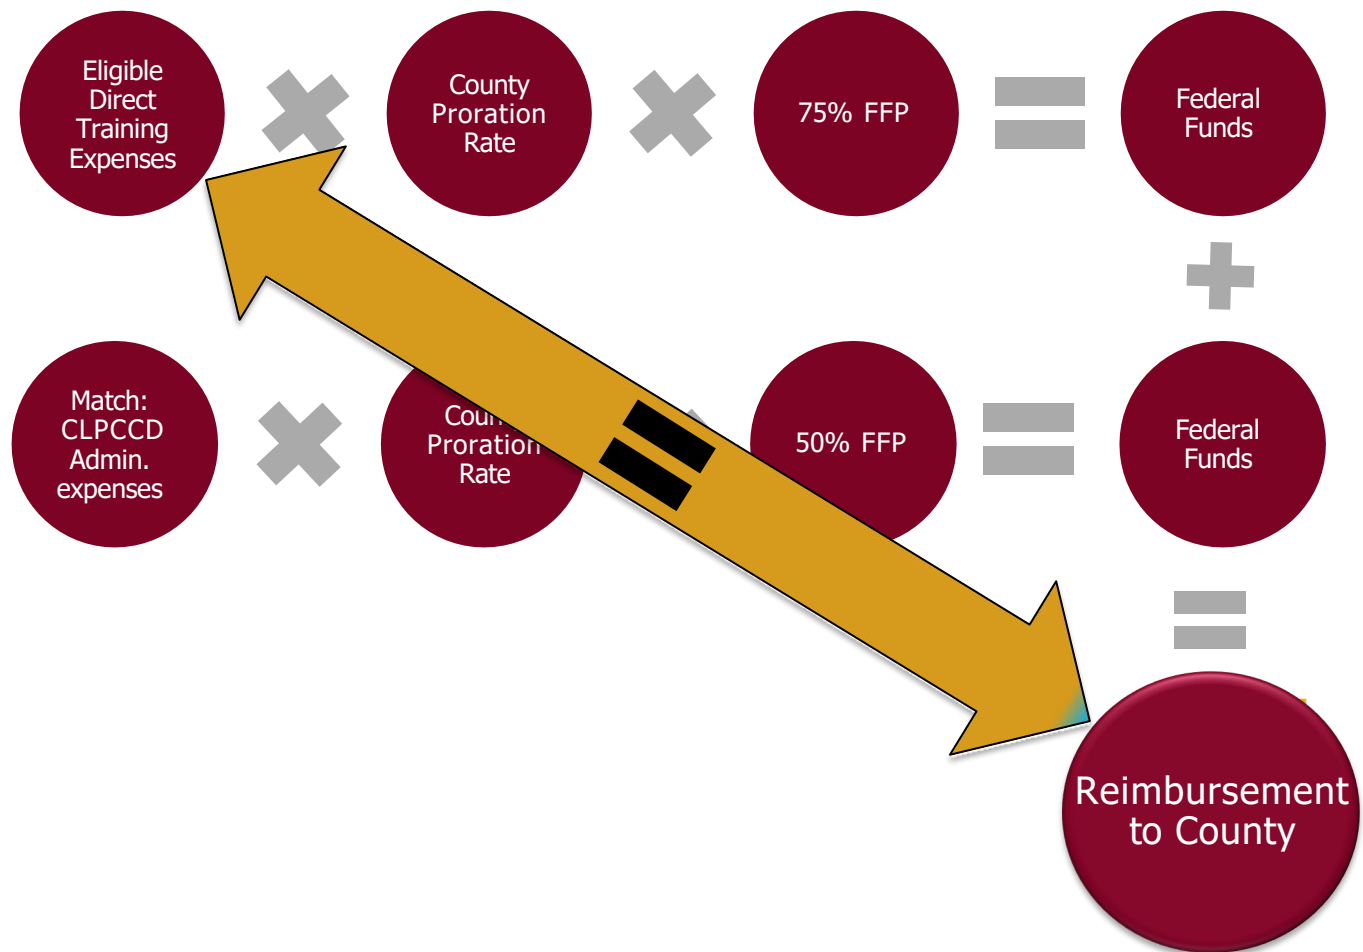 Eligible
Direct
Training
Expenses
County
Proration
Rate
75% FFP
Federal
Funds
Match:
CLPCCD
Admin.
expenses
Proration
Rate
50% FFP
Federal
Funds
Reimbursement
to County